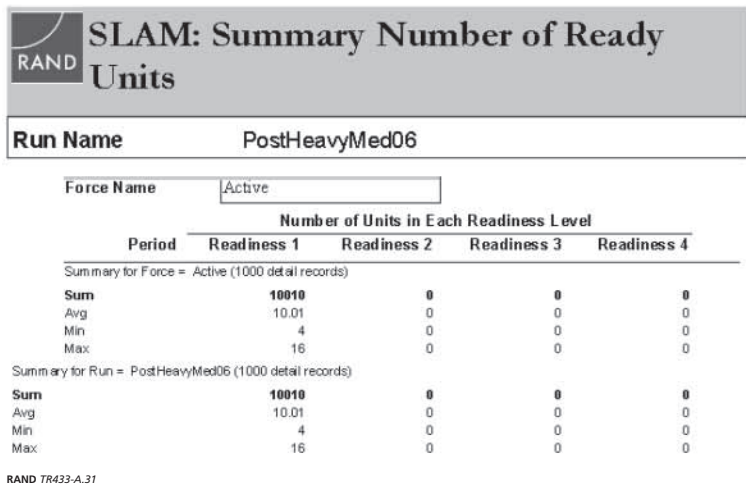 RAND
SLAM: Summary Number of Ready
Units
Run Name PostHeavyMed06
Force Name Active
Number of Units in Each Readiness Level
Period Readiness 1 Readiness 2 Readiness 3 Readiness 4
Summary for Force = Active (1000 detail records)
Sum 10010 0 0 0
Avg 10.01 0 0 0
Min 4 0 0 0
Max 16 0 0 0
Summary for Run = PostHeavyMed06 (1000 detail records)
Sum 10010 0 0 0
Avg 10.01 0 0 0
Min 4 0 0 0
Max 16 0 0 0
RAND TR433-A.31